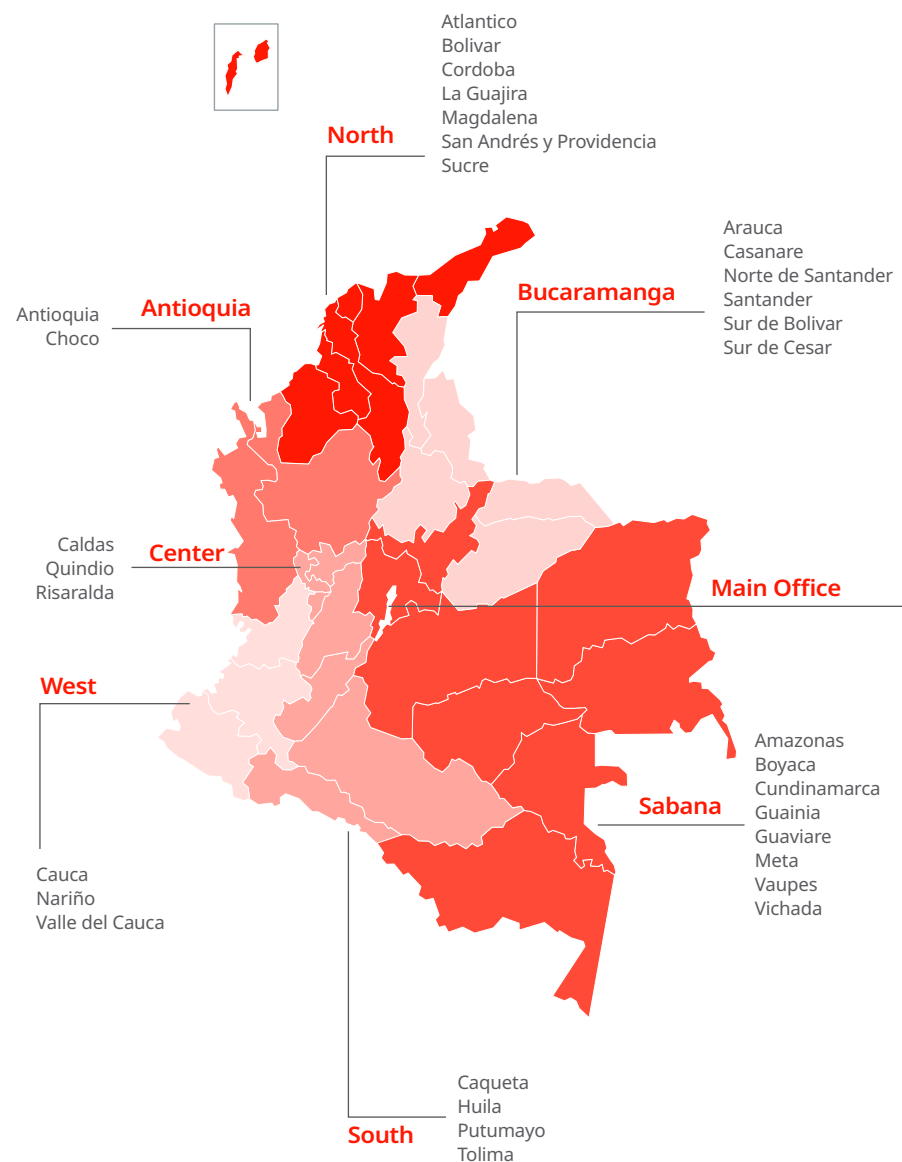 Atlantico
Bolivar
Cordoba
La Guajira
Magdalena
San Andrés y Providencia
Sucre
North
Arauca
Casanare
Norte de Santander
Santander
Sur de Bolivar
Sur de Cesar
Bucaramanga
Antioquia
Antioquia
Choco
Center
Caldas
Quindio
Risaralda
Main Office
West
Cauca
Nariño
Valle del Cauca
Sabana
Amazonas
Boyaca
Cundinamarca
Guainia
Guaviare
Meta
Vaupes
Vichada
South
Caqueta
Huila
Putumayo
Tolima